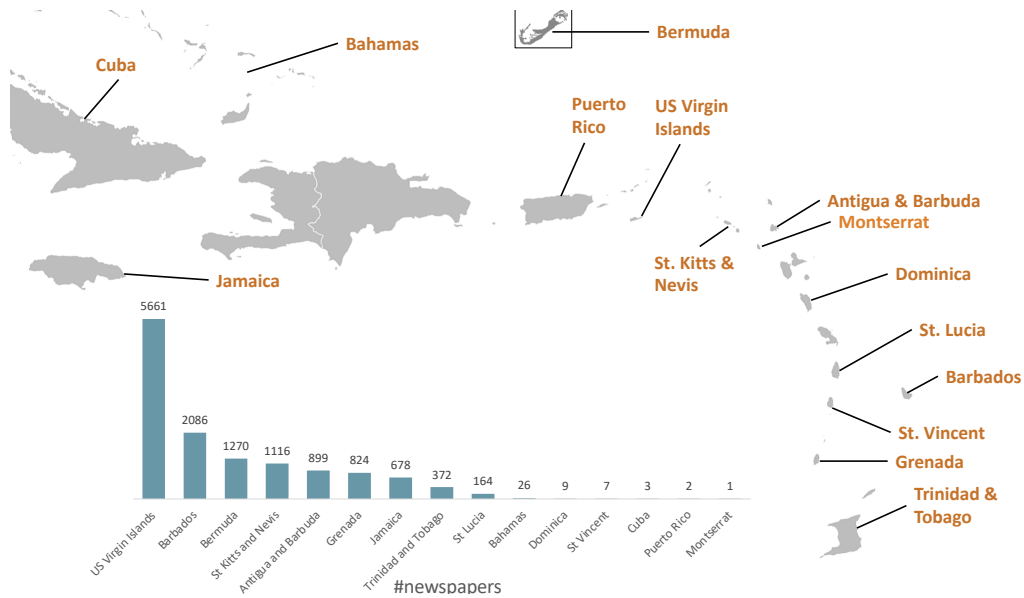 Bahamas
Bermuda
Cuba
Puerto
Rico
US Virgin
Islands
Antigua & Barbuda
Montserrat
St. Kitts &
Nevis
Dominica
Jamaica
St. Lucia
Barbados
St. Vincent
Grenada
Trinidad &
Tobago
5661
2086
1270
1116
899
824
678
372
164
26
9
7
3
2
1
US Virgin Islands
Barbados
Bermuda
St Kitts and Nevis
Antigua and Barbuda
Grenada
Jamaica
Trinidad and Tobago
St Lucia
Bahamas
Dominica
St Vincent
Cuba
Puerto Rico
Montserrat
#newspapers